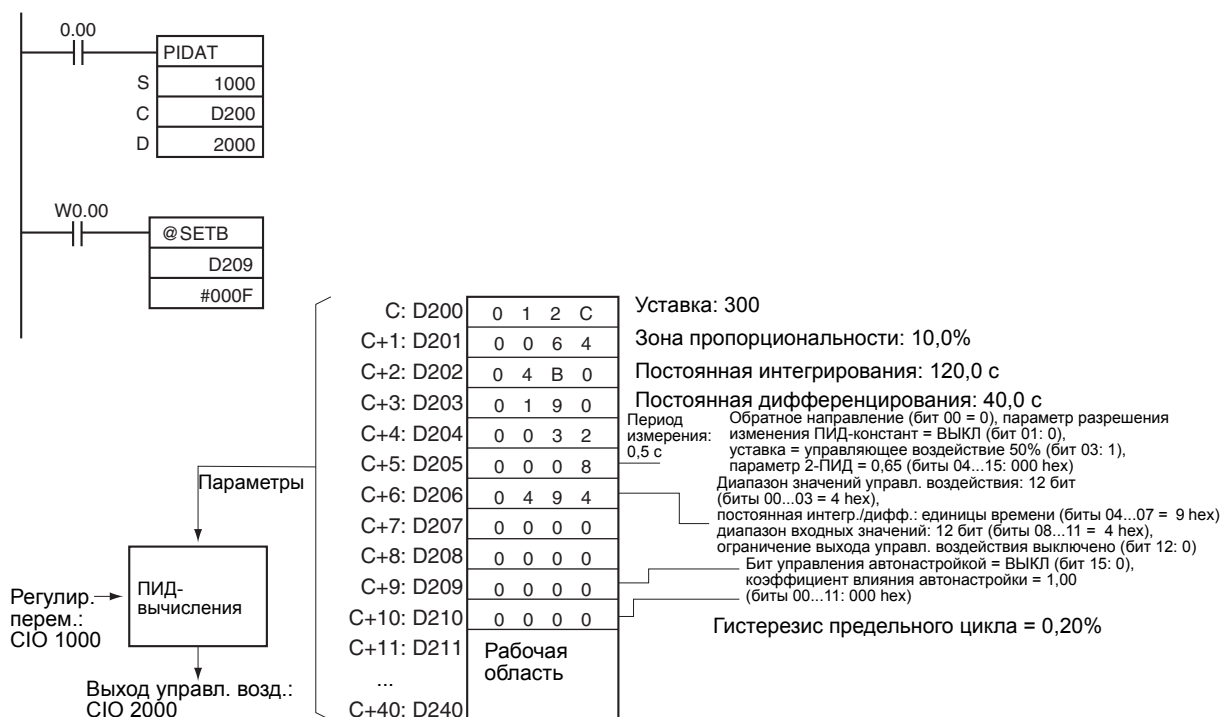 0.00
PIDAT
S 1000
C D200
D 2000
W0.00
@SETB
D209
#000F
C: D200 0 1 2 C Уставка: 300
C+1: D201 0 0 6 4 Зона пропорциональности: 10,0%
C+2: D202 0 4 B 0 Постоянная интегрирования: 120,0 с
C+3: D203 0 1 9 0 Постоянная дифференцирования: 40,0 с
C+4: D204 0 0 3 2 Период
измерения:
0,5 с
C+5: D205 0 0 0 8 Обратное направление (бит 00 = 0), параметр разрешения
изменения ПИД-констант = ВЫКЛ (бит 01: 0),
уставка = управляющее воздействие 50% (бит 03: 1),
параметр 2-ПИД = 0,65 (биты 04...15: 000 hex)
C+6: D206 0 4 9 4 Диапазон значений управл. воздействия: 12 бит
(биты 00...03 = 4 hex),
постоянная интегр./дифф.: единицы времени (биты 04...07 = 9 hex)
диапазон входных значений: 12 бит (биты 08...11 = 4 hex),
ограничение выхода управл. воздействия выключено (бит 12: 0)
C+7: D207 0 0 0 0
C+8: D208 0 0 0 0
C+9: D209 0 0 0 0 Бит управления автонастройкой = ВЫКЛ (бит 15: 0),
коэффициент влияния автонастройки = 1,00
(биты 00...11: 000 hex)
C+10: D210 0 0 0 0 Гистерезис предельного цикла = 0,20%
C+11: D211 Рабочая
область
...
C+40: D240
Параметры
Регулир.
перем.:
CIO 1000
ПИД-
вычисления
Выход управл. возд.:
CIO 2000